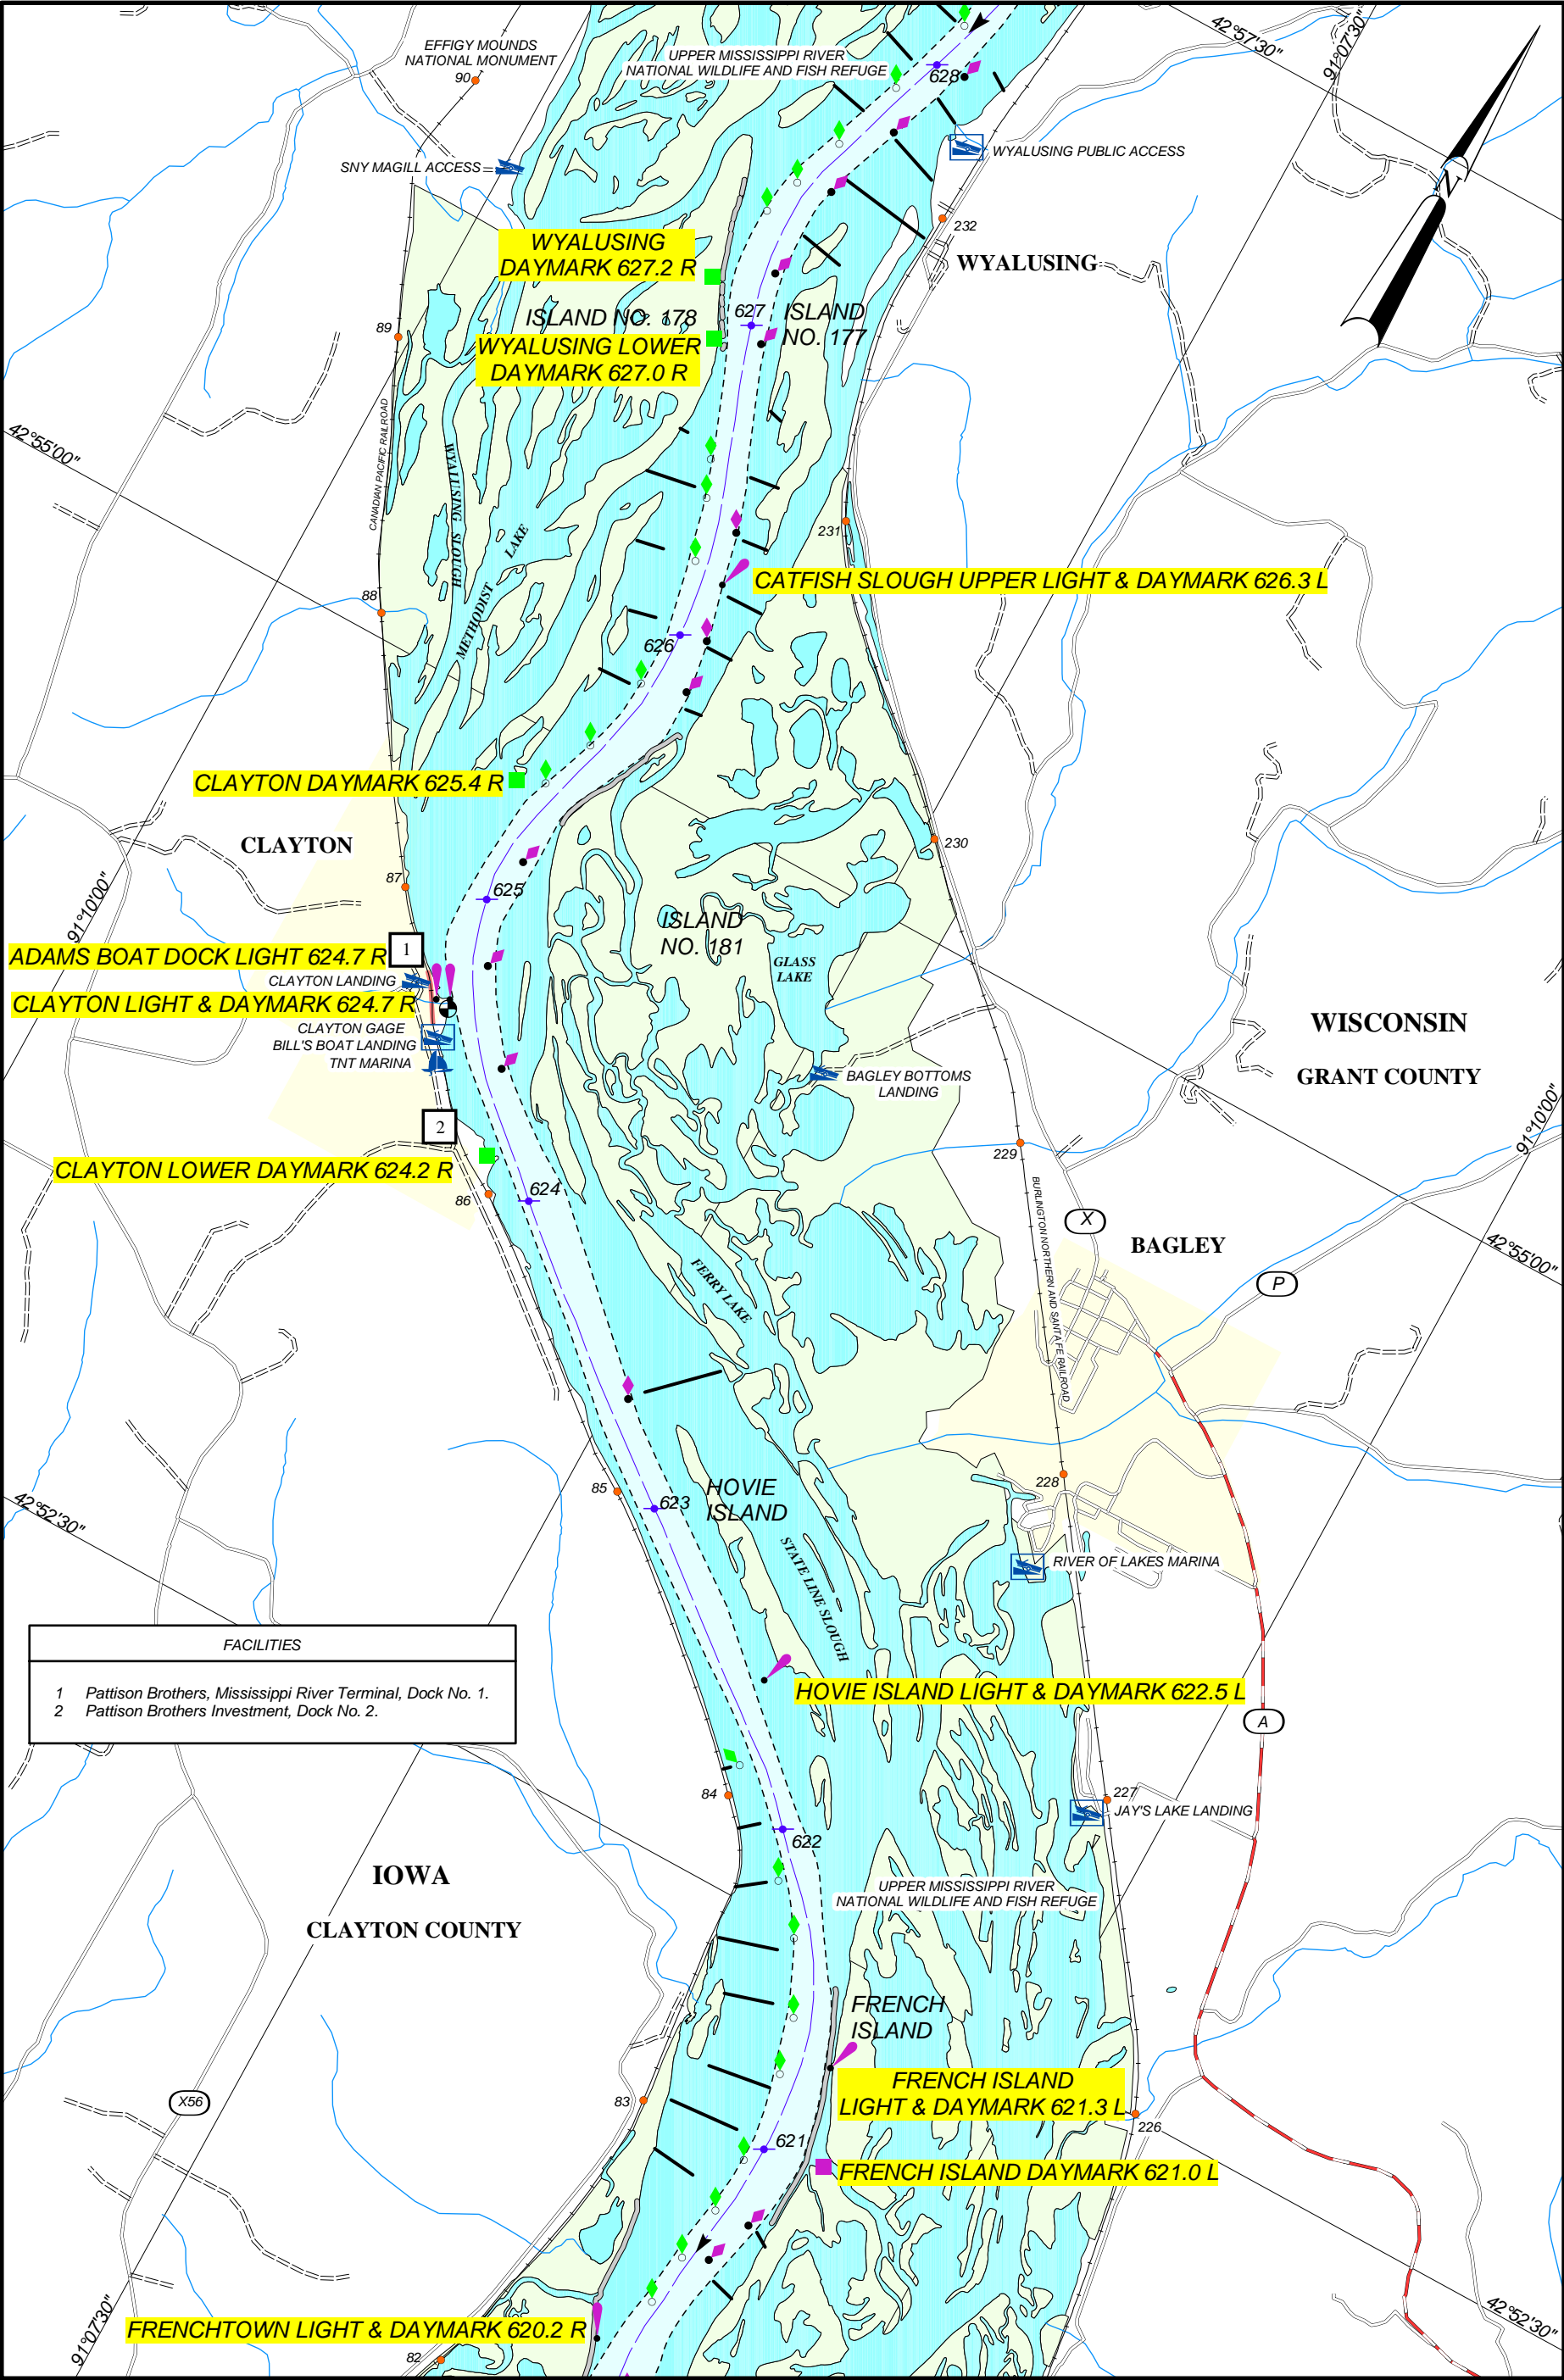 EFFIGY MOUNDS
NATIONAL MONUMENT
90
UPPER MISSISSIPPI RIVER
NATIONAL WILDLIFE AND FISH REFUGE
628
42°57'30"
91°07'30"
N
SNY MAGILL ACCESS
WYALUSING PUBLIC ACCESS
232
WYALUSING
WYALUSING
DAYMARK 627.2 R
ISLAND NO. 178
627
ISLAND
NO. 177
89
WYALUSING LOWER
DAYMARK 627.0 R
42°55'00"
CANADIAN PACIFIC RAILROAD
WYALUSING SLOUGH
METHODIST LAKE
231
CATFISH SLOUGH UPPER LIGHT & DAYMARK 626.3 L
88
626
CLAYTON DAYMARK 625.4 R
CLAYTON
230
87
625
91°10'00"
ISLAND
NO. 181
GLASS
LAKE
1
ADAMS BOAT DOCK LIGHT 624.7 R
CLAYTON LANDING
CLAYTON LIGHT & DAYMARK 624.7 R
CLAYTON GAGE
BILL'S BOAT LANDING
TNT MARINA
WISCONSIN
GRANT COUNTY
BAGLEY BOTTOMS
LANDING
2
91°10'00"
229
CLAYTON LOWER DAYMARK 624.2 R
86
624
BURLINGTON NORTHERN AND SANTA FE RAILROAD
X
BAGLEY
42°55'00"
P
FERRY LAKE
228
85
623
HOVIE
ISLAND
42°52'30"
STATE LINE SLOUGH
RIVER OF LAKES MARINA
FACILITIES
1 Pattison Brothers, Mississippi River Terminal, Dock No. 1.
2 Pattison Brothers Investment, Dock No. 2.
HOVIE ISLAND LIGHT & DAYMARK 622.5 L
A
84
227
JAY'S LAKE LANDING
622
IOWA
CLAYTON COUNTY
UPPER MISSISSIPPI RIVER
NATIONAL WILDLIFE AND FISH REFUGE
FRENCH
ISLAND
FRENCH ISLAND
LIGHT & DAYMARK 621.3 L
X56
83
226
621
FRENCH ISLAND DAYMARK 621.0 L
91°07'30"
FRENCHTOWN LIGHT & DAYMARK 620.2 R
42°52'30"
82